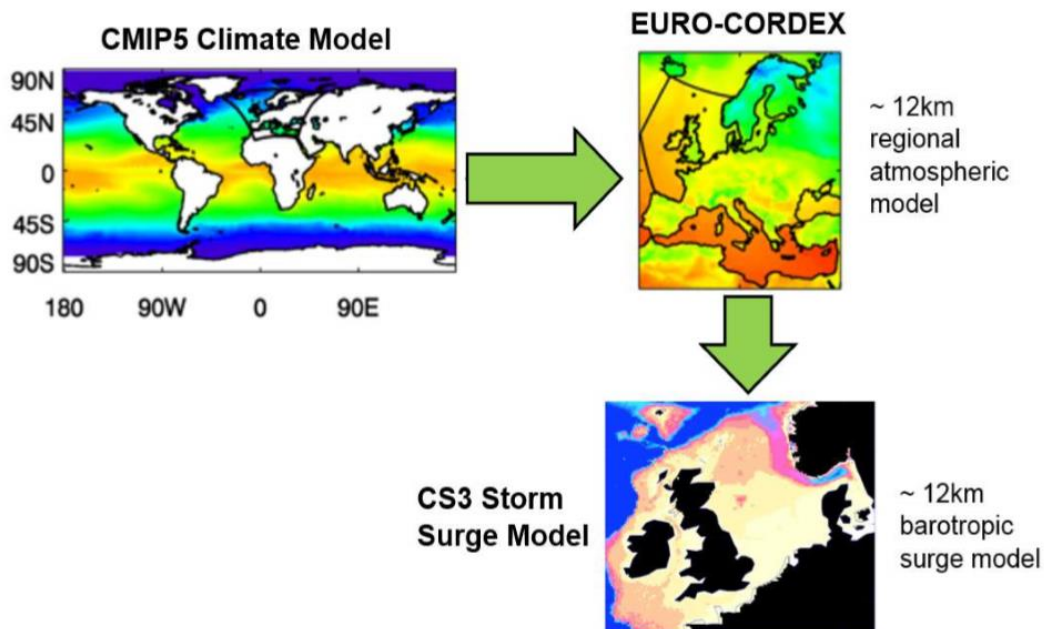 CMIP5 Climate Model
90N
45N
0
45S
90S
180
90W
0
90E
EURO-CORDEX
~ 12km
regional
atmospheric
model
CS3 Storm
Surge Model
~ 12km
barotropic
surge model